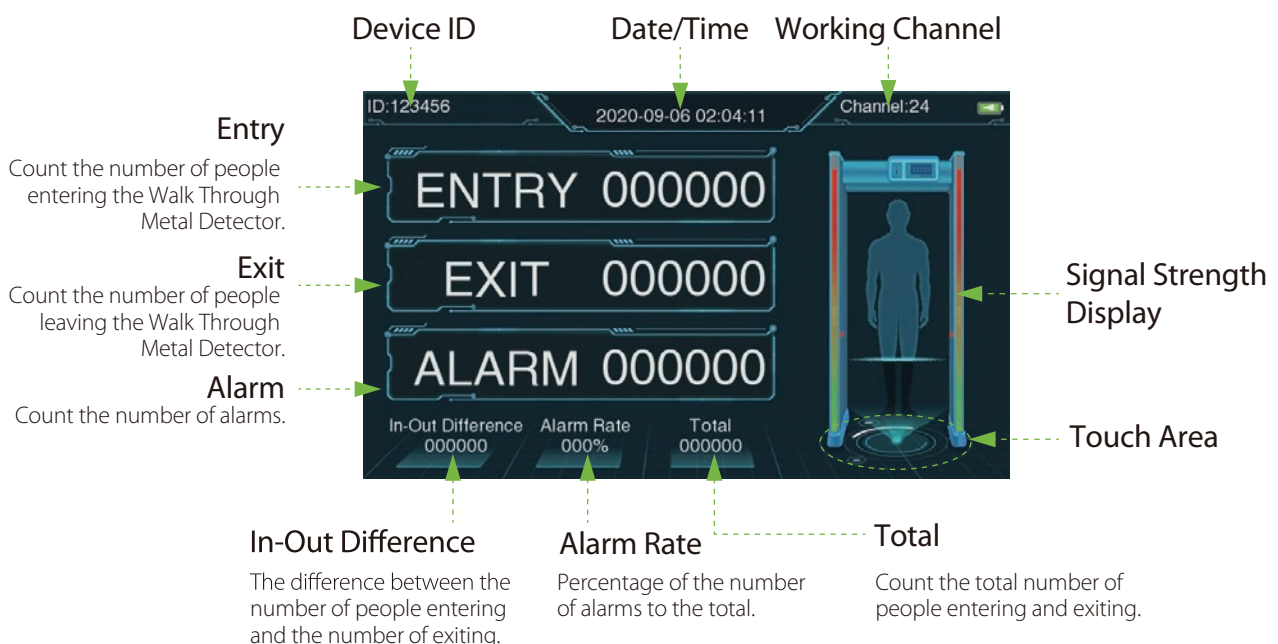 Device ID
Date/Time
Working Channel
ID:123456
2020-09-06 02:04:11
Channel:24
Entry
Count the number of people
entering the Walk Through
Metal Detector.
ENTRY 000000
Exit
Count the number of people
leaving the Walk Through
Metal Detector.
EXIT 000000
Alarm
Count the number of alarms.
ALARM 000000
Signal Strength
Display
Touch Area
In-Out Difference
000000
Alarm Rate
000%
Total
000000
In-Out Difference
The difference between the
number of people entering
and the number of exiting.
Alarm Rate
Percentage of the number
of alarms to the total.
Total
Count the total number of
people entering and exiting.